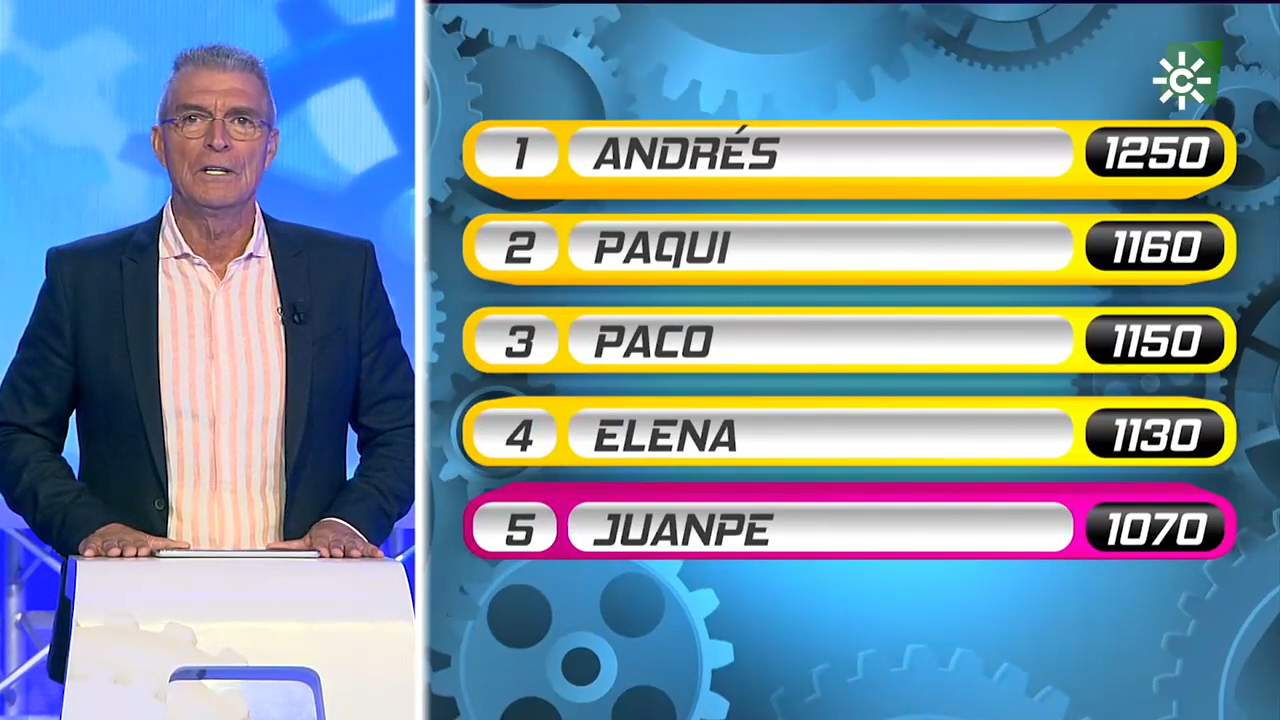 C
1 ANDRÉS 1250
2 PAQUI 1160
3 PACO 1150
4 ELENA 1130
5 JUANPE 1070